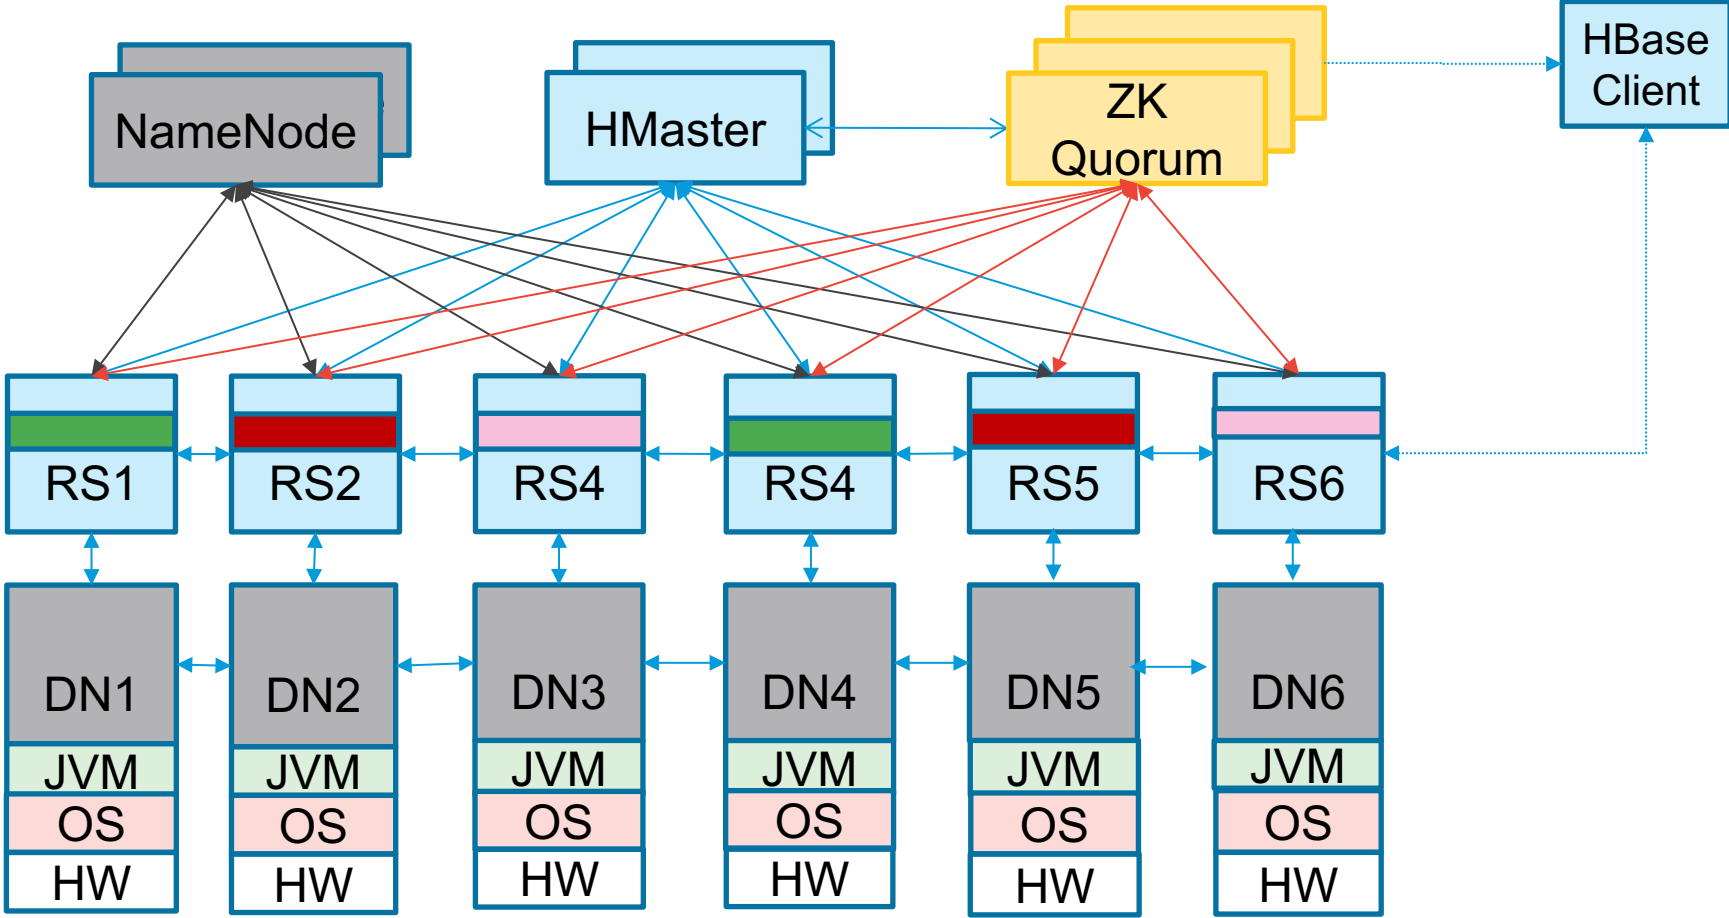 HBase
Client
NameNode
HMaster
ZK
Quorum
RS1
RS2
RS4
RS4
RS5
RS6
DN1
DN2
DN3
DN4
DN5
DN6
JVM
JVM
JVM
JVM
JVM
JVM
OS
OS
OS
OS
OS
OS
HW
HW
HW
HW
HW
HW